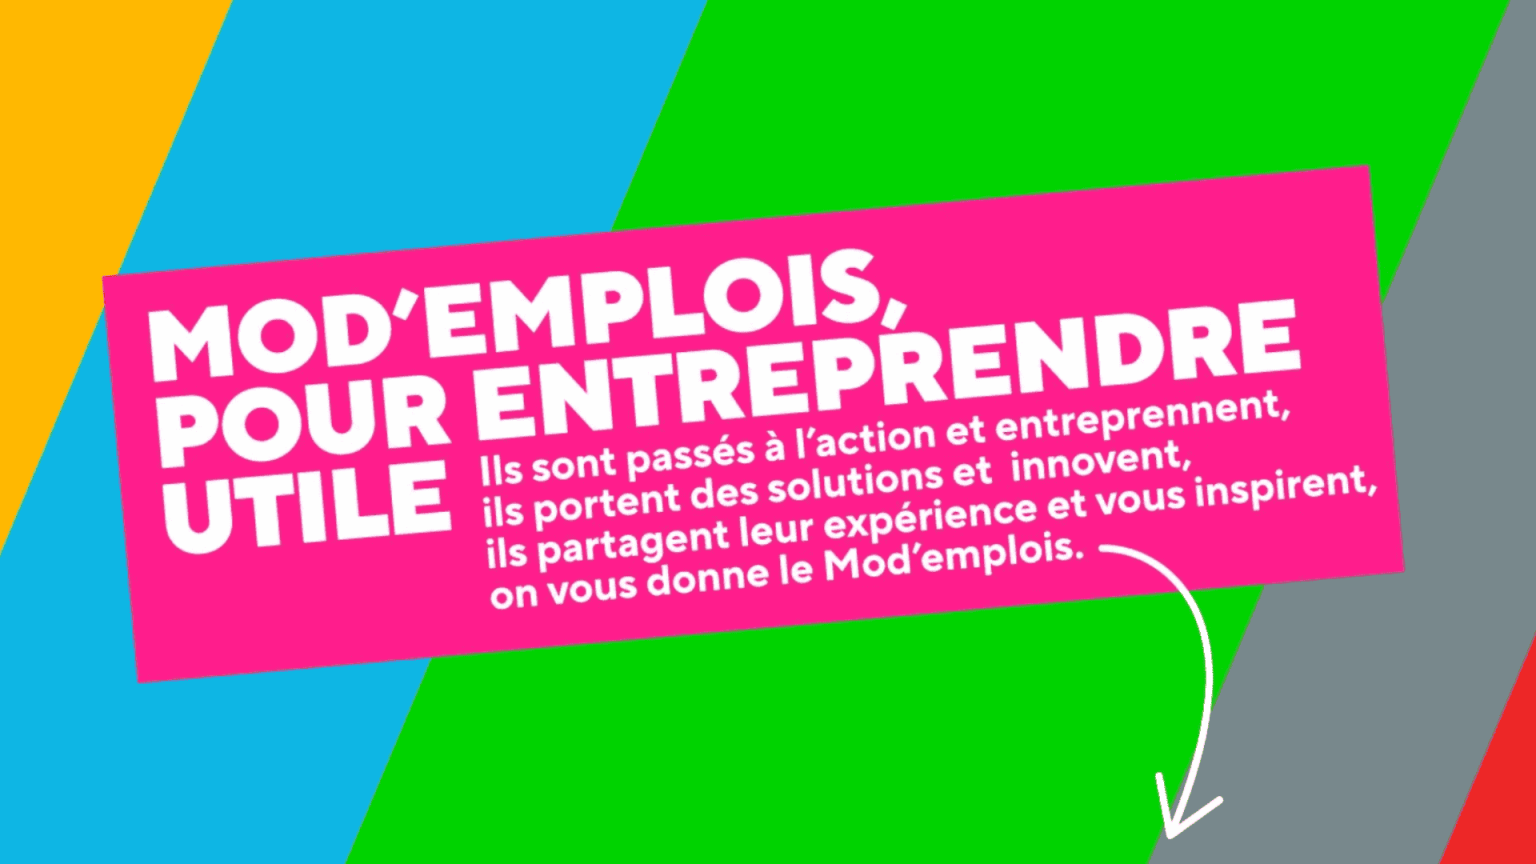 MOD'EMPLOIS,
POUR ENTREPRENDRE
UTILE
Ils sont passés à l'action et entreprennent,
ils portent des solutions et innovent,
ils partagent leur expérience et vous inspirent,
on vous donne le Mod'emplois.